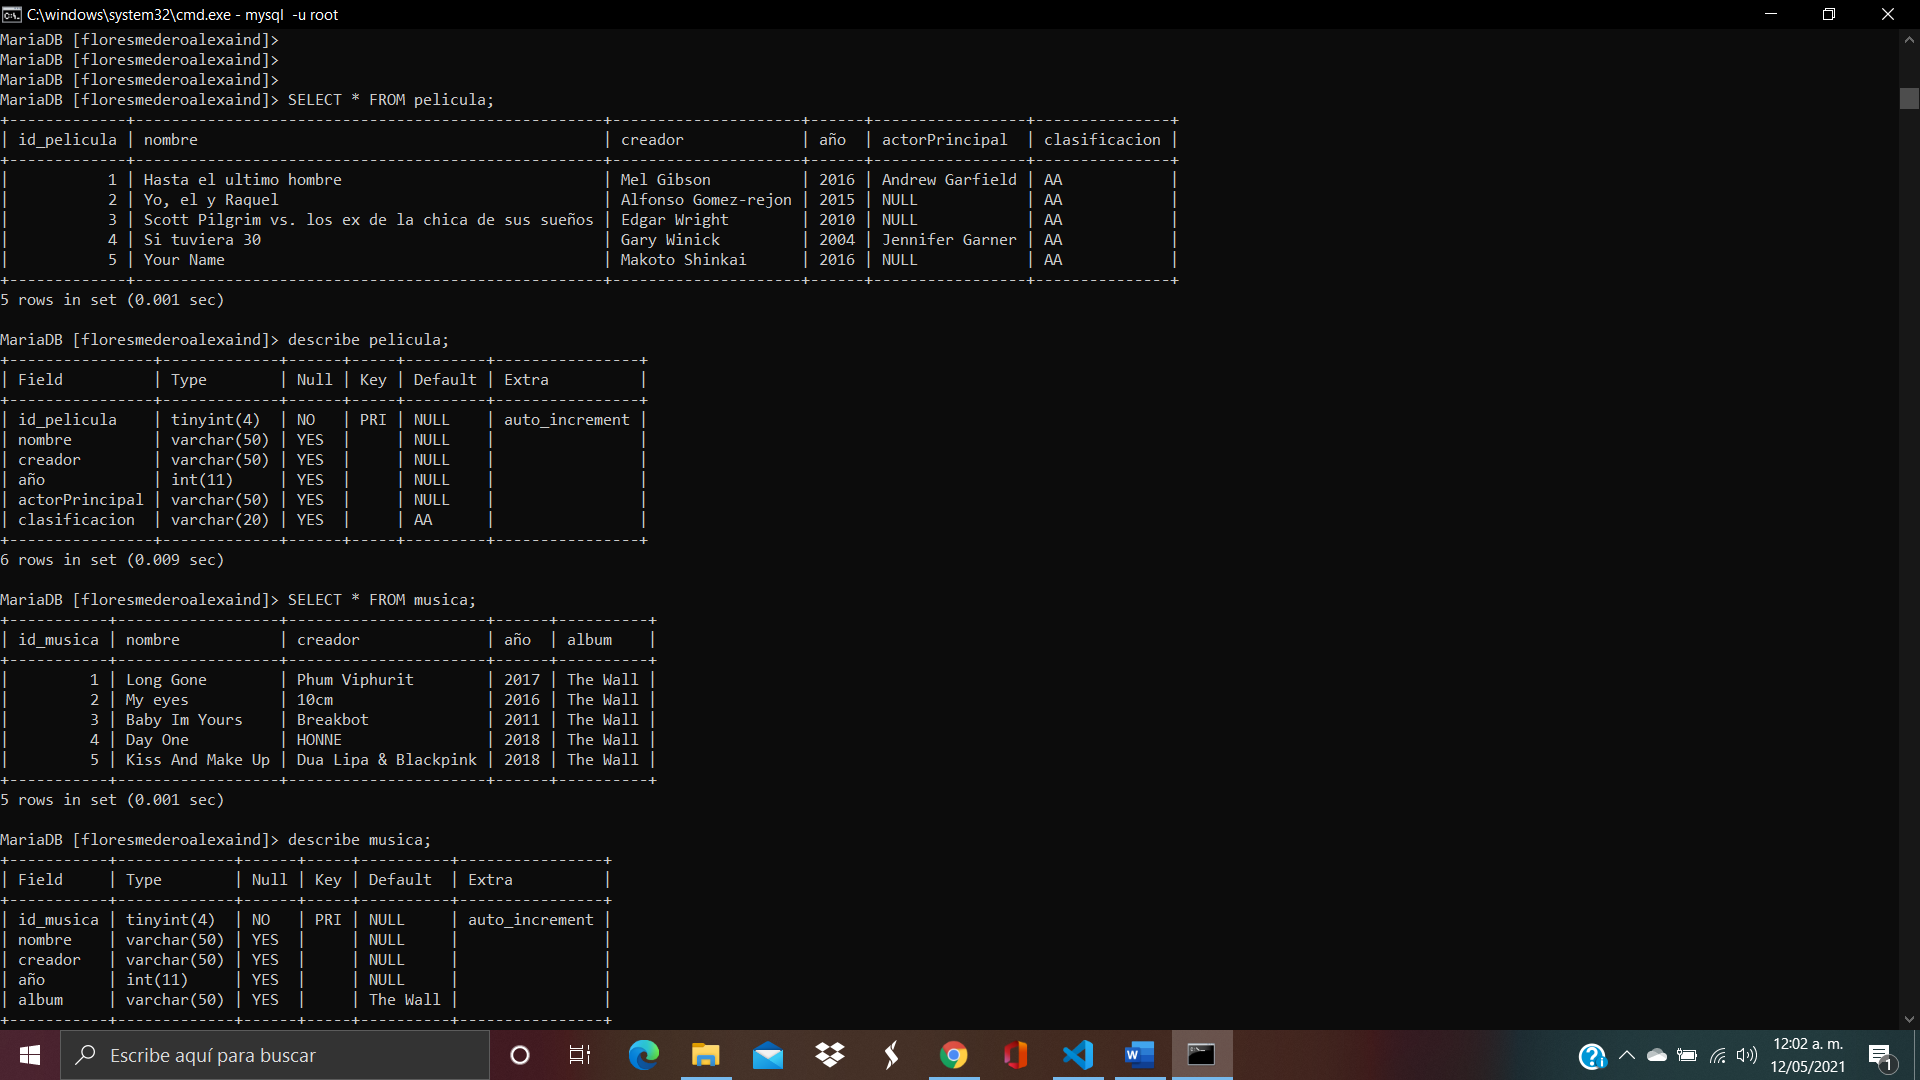 C:\windows\system32\cmd.exe - mysql  -u root
MariaDB [floresmederoalexaind]>
MariaDB [floresmederoalexaind]>
MariaDB [floresmederoalexaind]>
MariaDB [floresmederoalexaind]> SELECT * FROM pelicula;
+-------------+----------------------------------------------------+---------------------+------+-----------------+---------------+
| id_pelicula | nombre                                             | creador             | año  | actorPrincipal  | clasificacion |
+-------------+----------------------------------------------------+---------------------+------+-----------------+---------------+
|           1 | Hasta el ultimo hombre                             | Mel Gibson          | 2016 | Andrew Garfield | AA            |
|           2 | Yo, el y Raquel                                    | Alfonso Gomez-rejon | 2015 | NULL            | AA            |
|           3 | Scott Pilgrim vs. los ex de la chica de sus sueños | Edgar Wright        | 2010 | NULL            | AA            |
|           4 | Si tuviera 30                                      | Gary Winick         | 2004 | Jennifer Garner | AA            |
|           5 | Your Name                                          | Makoto Shinkai      | 2016 | NULL            | AA            |
+-------------+----------------------------------------------------+---------------------+------+-----------------+---------------+
5 rows in set (0.001 sec)
MariaDB [floresmederoalexaind]> describe pelicula;
+----------------+-------------+------+-----+---------+----------------+
| Field          | Type        | Null | Key | Default | Extra          |
+----------------+-------------+------+-----+---------+----------------+
| id_pelicula    | tinyint(4)  | NO   | PRI | NULL    | auto_increment |
| nombre         | varchar(50) | YES  |     | NULL    |                |
| creador        | varchar(50) | YES  |     | NULL    |                |
| año            | int(11)     | YES  |     | NULL    |                |
| actorPrincipal | varchar(50) | YES  |     | NULL    |                |
| clasificacion  | varchar(20) | YES  |     | AA      |                |
+----------------+-------------+------+-----+---------+----------------+
6 rows in set (0.009 sec)
MariaDB [floresmederoalexaind]> SELECT * FROM musica;
+-----------+------------------+----------------------+------+----------+
| id_musica | nombre           | creador              | año  | album    |
+-----------+------------------+----------------------+------+----------+
|         1 | Long Gone        | Phum Viphurit        | 2017 | The Wall |
|         2 | My eyes          | 10cm                 | 2016 | The Wall |
|         3 | Baby Im Yours    | Breakbot             | 2011 | The Wall |
|         4 | Day One          | HONNE                | 2018 | The Wall |
|         5 | Kiss And Make Up | Dua Lipa & Blackpink | 2018 | The Wall |
+-----------+------------------+----------------------+------+----------+
5 rows in set (0.001 sec)
MariaDB [floresmederoalexaind]> describe musica;
+-----------+-------------+------+-----+----------+----------------+
| Field     | Type        | Null | Key | Default  | Extra          |
+-----------+-------------+------+-----+----------+----------------+
| id_musica | tinyint(4)  | NO   | PRI | NULL     | auto_increment |
| nombre    | varchar(50) | YES  |     | NULL     |                |
| creador   | varchar(50) | YES  |     | NULL     |                |
| año       | int(11)     | YES  |     | NULL     |                |
| album     | varchar(50) | YES  |     | The Wall |                |
+-----------+-------------+------+-----+----------+----------------+
Escribe aquí para buscar
12:02 a. m.
12/05/2021
1